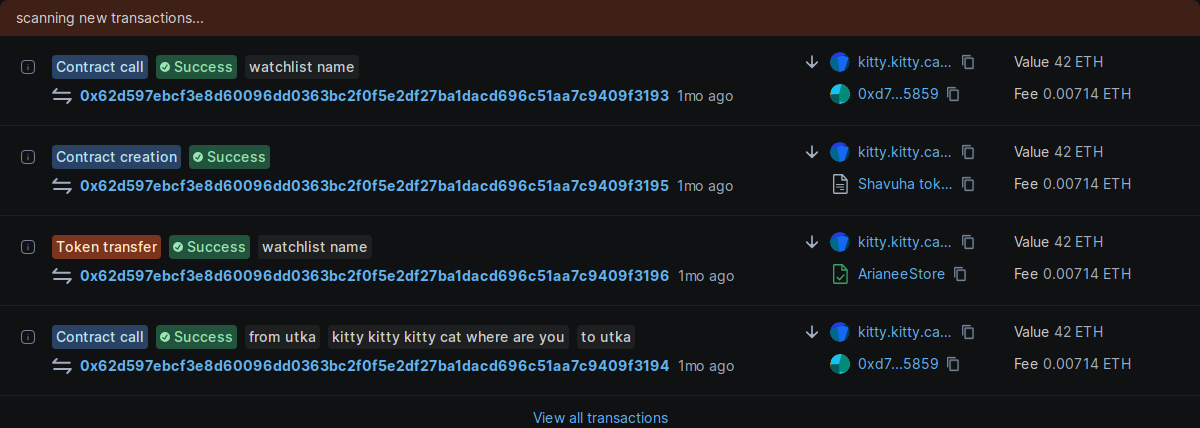 scanning new transactions...
Contract call Success watchlist name
0x62d597ebcf3e8d60096dd0363bc2f0f5e2df27ba1dacd696c51aa7c9409f3193 1mo ago
kitty.kitty.ca...
0xd7...5859
Value 42 ETH
Fee 0.00714 ETH
Contract creation Success
0x62d597ebcf3e8d60096dd0363bc2f0f5e2df27ba1dacd696c51aa7c9409f3195 1mo ago
kitty.kitty.ca...
Shavuha tok...
Value 42 ETH
Fee 0.00714 ETH
Token transfer Success watchlist name
0x62d597ebcf3e8d60096dd0363bc2f0f5e2df27ba1dacd696c51aa7c9409f3196 1mo ago
kitty.kitty.ca...
ArianeeStore
Value 42 ETH
Fee 0.00714 ETH
Contract call Success from utka kitty kitty kitty cat where are you to utka
0x62d597ebcf3e8d60096dd0363bc2f0f5e2df27ba1dacd696c51aa7c9409f3194 1mo ago
kitty.kitty.ca...
0xd7...5859
Value 42 ETH
Fee 0.00714 ETH
View all transactions